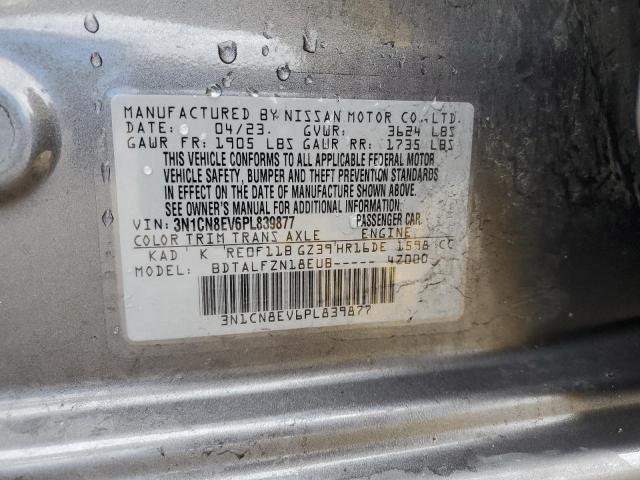 MANUFACTURED BY NISSAN MOTOR CO.,LTD.
DATE: 04/23. GVWR: 3624 LBS
GAWR FR: 1905 LBS GAWR RR: 1735 LBS
THIS VEHICLE CONFORMS TO ALL APPLICABLE FEDERAL MOTOR
VEHICLE SAFETY, BUMPER AND THEFT PREVENTION STANDARDS
IN EFFECT ON THE DATE OF MANUFACTURE SHOWN ABOVE.
SEE OWNER'S MANUAL FOR ADDITIONAL INFORMATION.
VIN: 3N1CN8EV6PL839877 PASSENGER CAR
COLOR TRIM TRANS AXLE ENGINE
KAD K RE0F11B GZ39 HR16DE 1598 CC
MODEL: BDTALFZN18EUB----- 4Z000
3N1CN8EV6PL839877